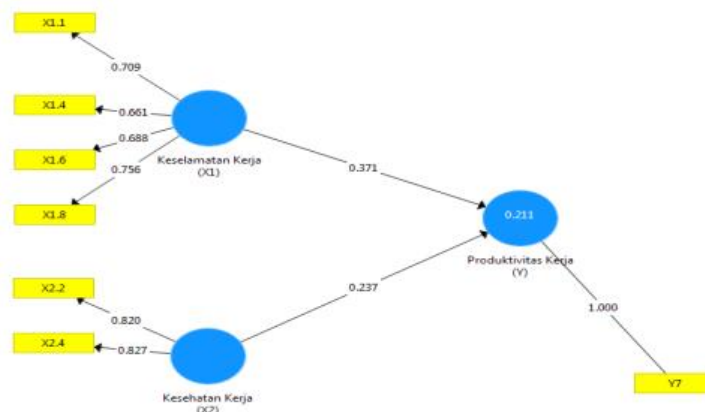 X1.1
0.709
X1.4
0.661
0.688
X1.6
0.756
X1.8
Keselamatan Kerja
(X1)
0.371
0.211
Produktivitas Kerja
(Y)
X2.2
0.820
X2.4
0.827
0.237
Kesehatan Kerja
(X2)
1.000
Y7